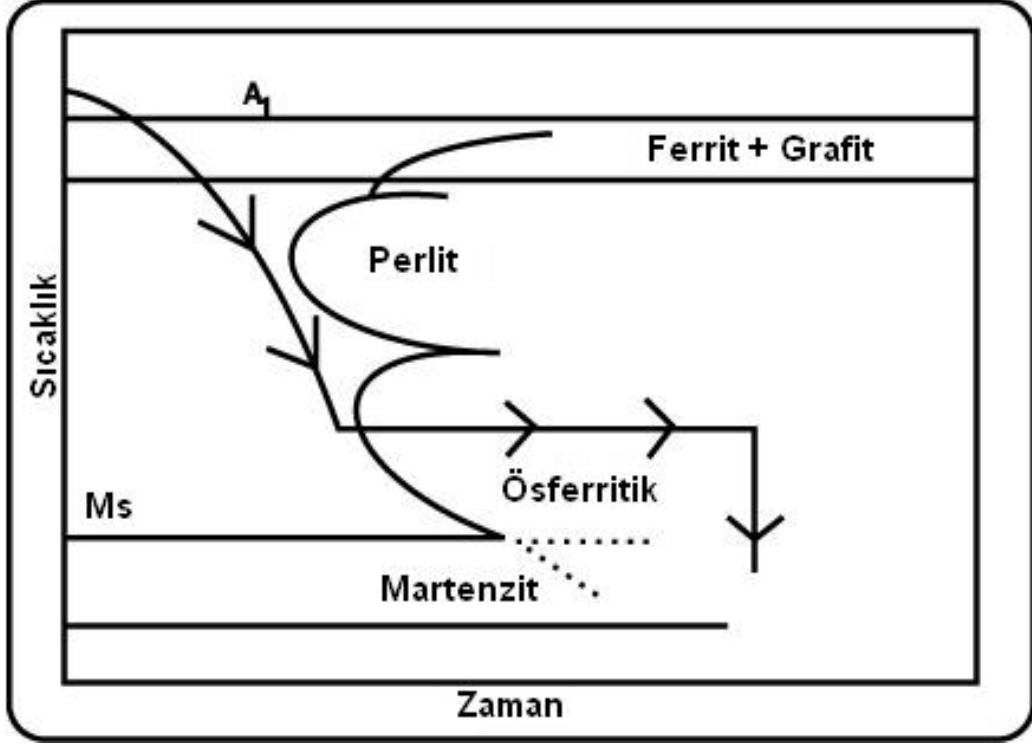 A1
Ferrit + Grafit
Perlit
Sıcaklık
Ösferritik
Ms
Martenzit
Zaman